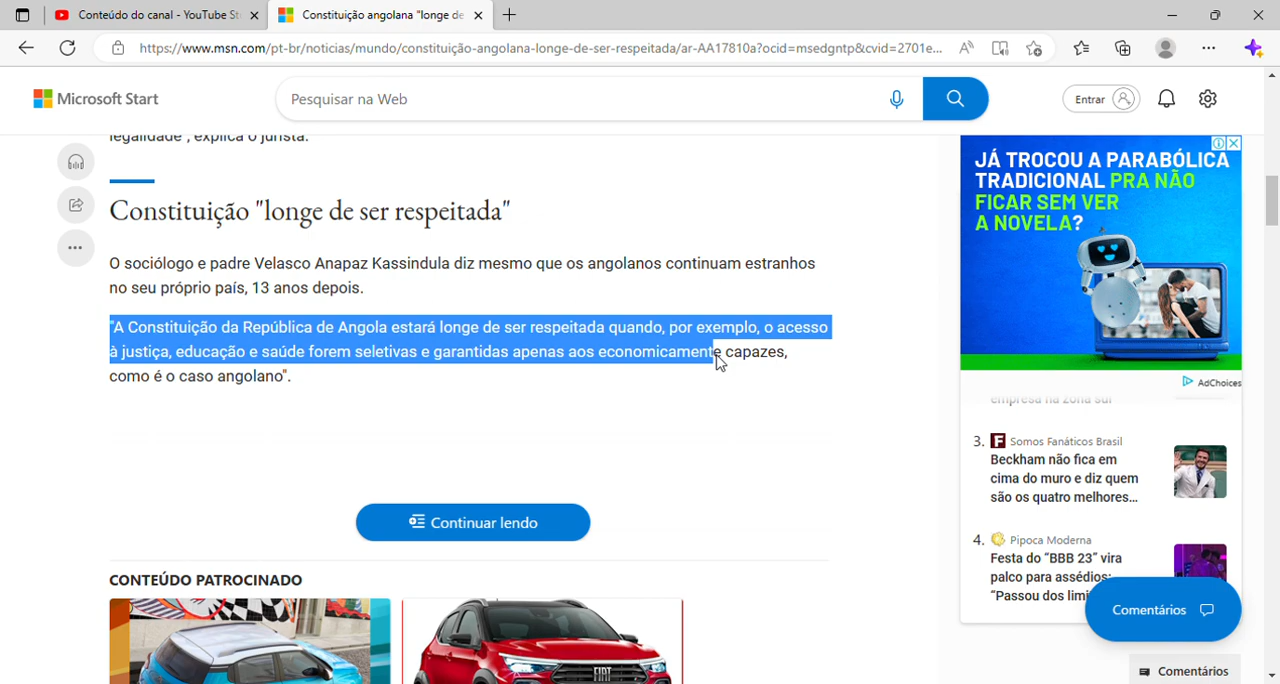 Conteúdo do canal - YouTube St
Constituição angolana "longe de
https://www.msn.com/pt-br/noticias/mundo/constituição-angolana-longe-de-ser-respeitada/ar-AA17810a?ocid=msedgntp&cvid=2701e...
Microsoft Start
Pesquisar na Web
Entrar
legalidade", explica o jurista.
Constituição "longe de ser respeitada"
O sociólogo e padre Velasco Anapaz Kassindula diz mesmo que os angolanos continuam estranhos
no seu próprio país, 13 anos depois.
"A Constituição da República de Angola estará longe de ser respeitada quando, por exemplo, o acesso
à justiça, educação e saúde forem seletivas e garantidas apenas aos economicamente capazes,
como é o caso angolano".
Continuar lendo
CONTEÚDO PATROCINADO
FIAT
JÁ TROCOU A PARABÓLICA
TRADICIONAL PRA NÃO
FICAR SEM VER
A NOVELA?
AdChoices
empresa na zona sul
3. F Somos Fanáticos Brasil
Beckham não fica em
cima do muro e diz quem
são os quatro melhores...
4. Pipoca Moderna
Festa do “BBB 23” vira
palco para assédios:
“Passou dos limi
Comentários
Comentários